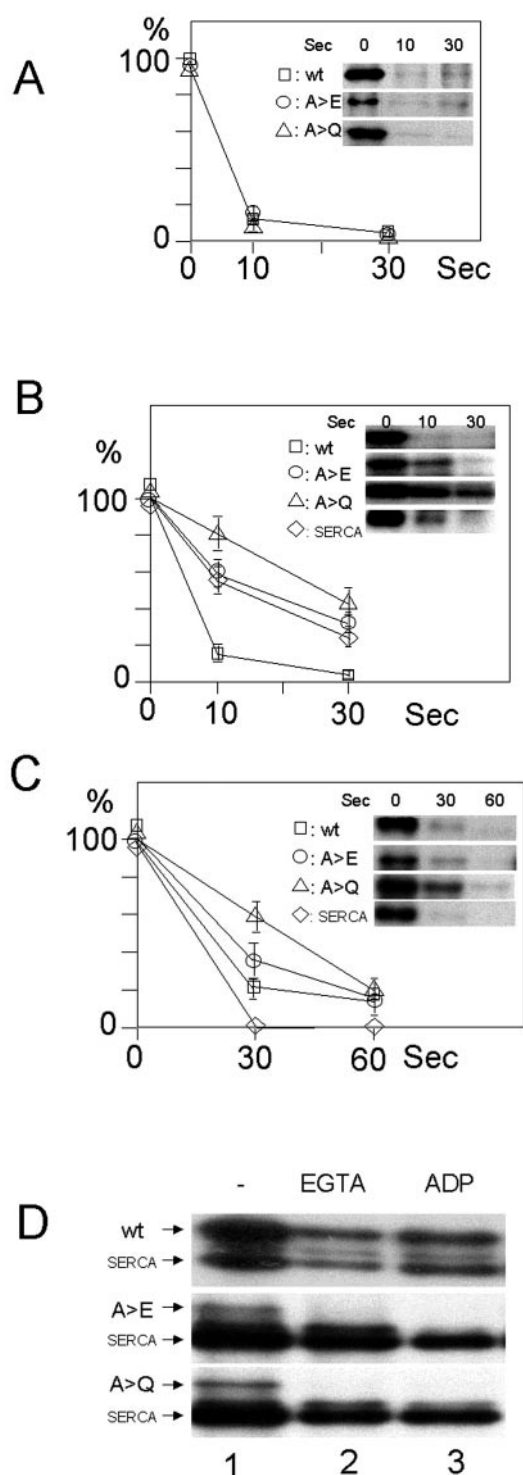 A
%
100
0
0 10 30 Sec
Sec 0 10 30
□: wt
○: A>E
△: A>Q
B
%
100
0
0 10 30 Sec
Sec 0 10 30
□: wt
○: A>E
△: A>Q
◇: SERCA
C
%
100
0
0 30 60 Sec
Sec 0 30 60
□: wt
○: A>E
△: A>Q
◇: SERCA
D
- EGTA ADP
wt →
SERCA →
A>E →
SERCA →
A>Q →
SERCA →
1 2 3